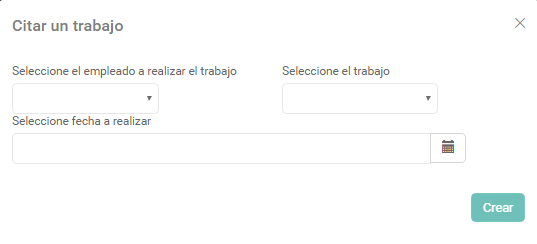 Citar un trabajo
Seleccione el empleado a realizar el trabajo
Seleccione el trabajo
Seleccione fecha a realizar
Crear